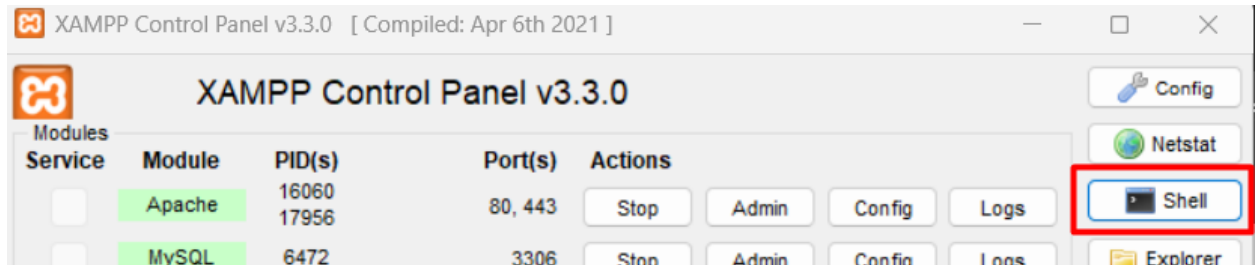 XAMPP Control Panel v3.3.0 [ Compiled: Apr 6th 2021 ]
XAMPP Control Panel v3.3.0
Config
Modules
Netstat
Service Module PID(s) Port(s) Actions
Apache 16060 80, 443 Stop Admin Config Logs
17956
Shell
MySQL 6472 3306 Stop Admin Config Logs
Explorer